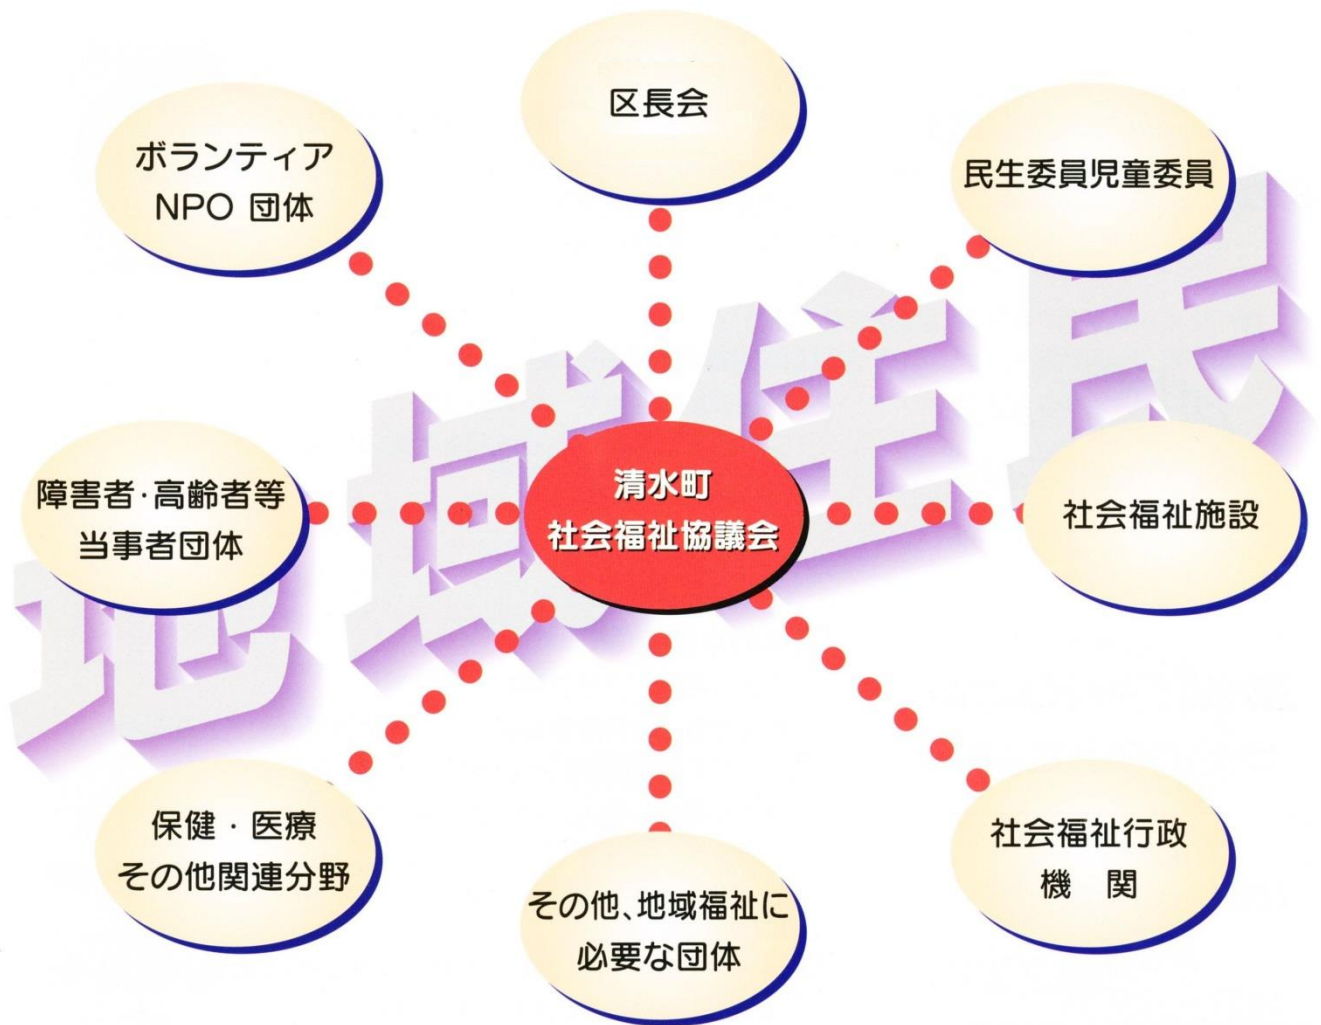 区長会
ボランティア
NPO 団体
民生委員児童委員
地域住民
障害者・高齢者等
当事者団体
清水町
社会福祉協議会
社会福祉施設
保健・医療
その他関連分野
その他、地域福祉に
必要な団体
社会福祉行政
機　関